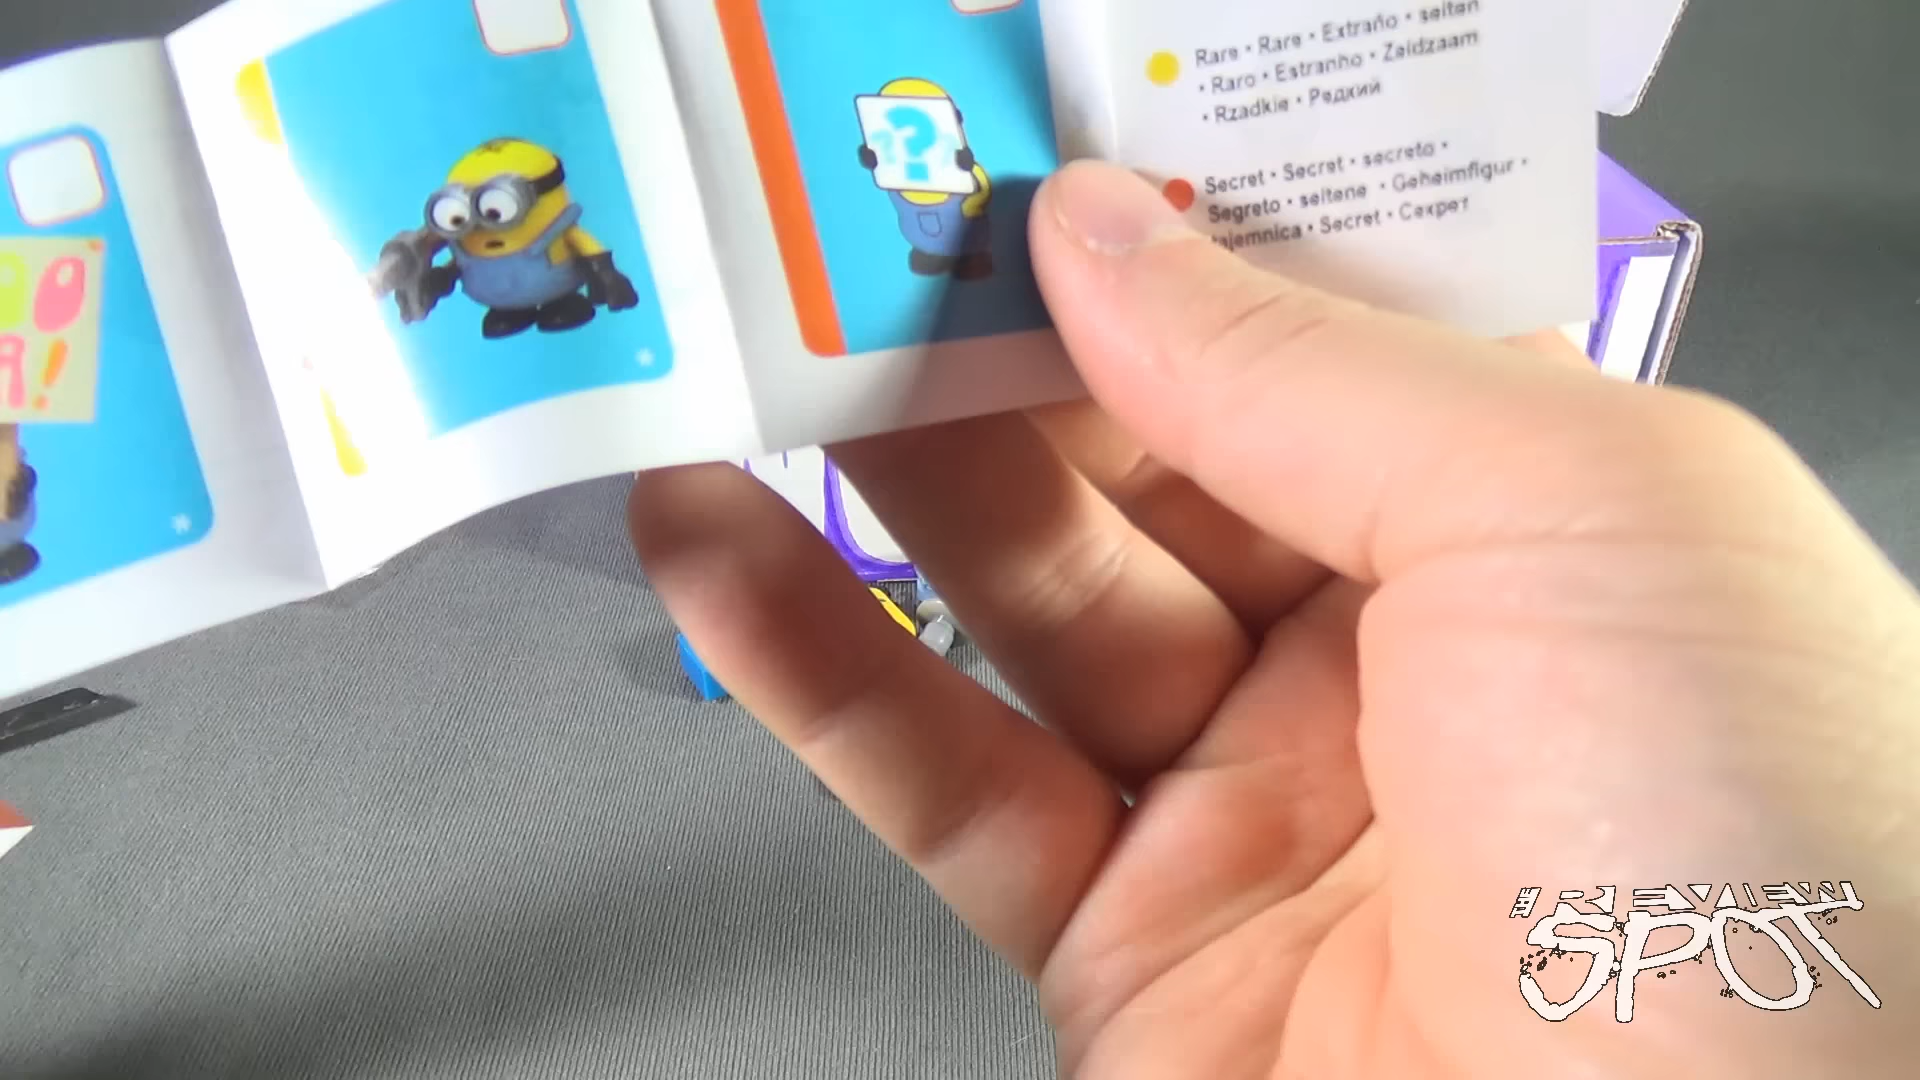 Rare • Rare • Extraño • selten
• Raro • Estranho • Zeldzaam
• Rzadkie • Редкий
Secret • Secret • secreto •
Segreto • seltene • Geheimfigur •
tajemnica • Secret • Секрет
???
!
THE REVIEW
SPOT